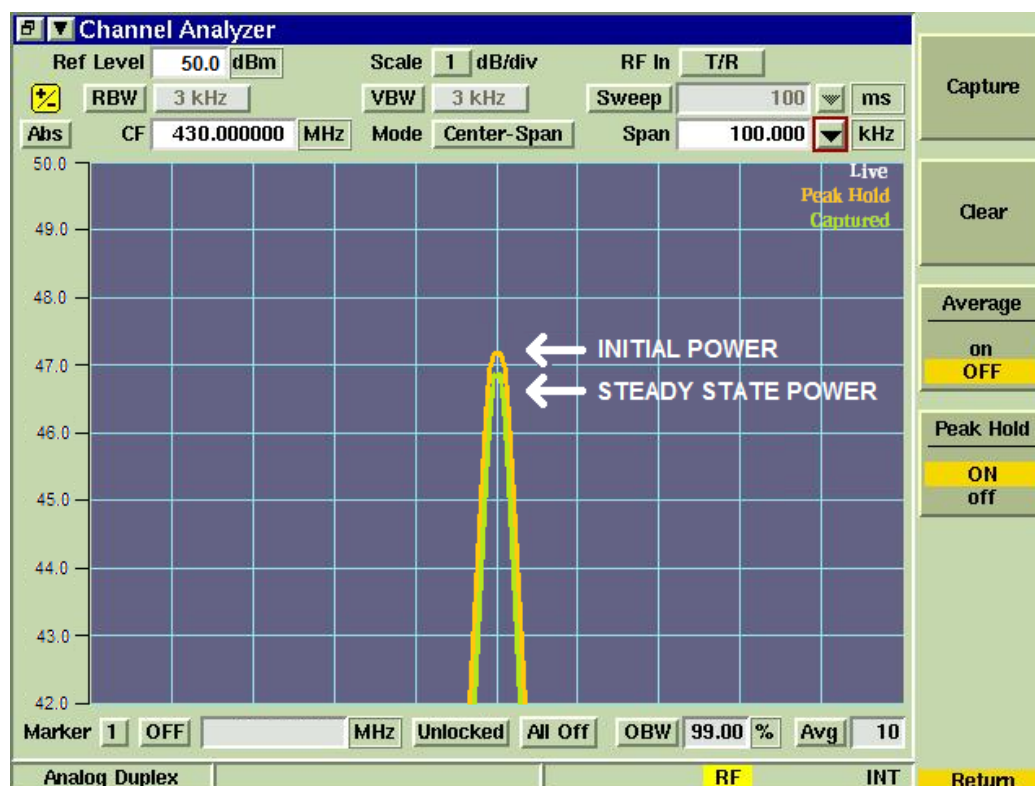 Channel Analyzer
Ref Level 50.0 dBm Scale 1 dB/div RF In T/R
RBW 3 kHz VBW 3 kHz Sweep 100 ms
Abs CF 430.000000 MHz Mode Center-Span Span 100.000 kHz
50.0
49.0
48.0
47.0
46.0
45.0
44.0
43.0
42.0
Live
Peak Hold
Captured
INITIAL POWER
STEADY STATE POWER
Marker 1 OFF MHz Unlocked All Off OBW 99.00 % Avg 10
Analog Duplex RF INT
Capture
Clear
Average
on
OFF
Peak Hold
ON
off
Return